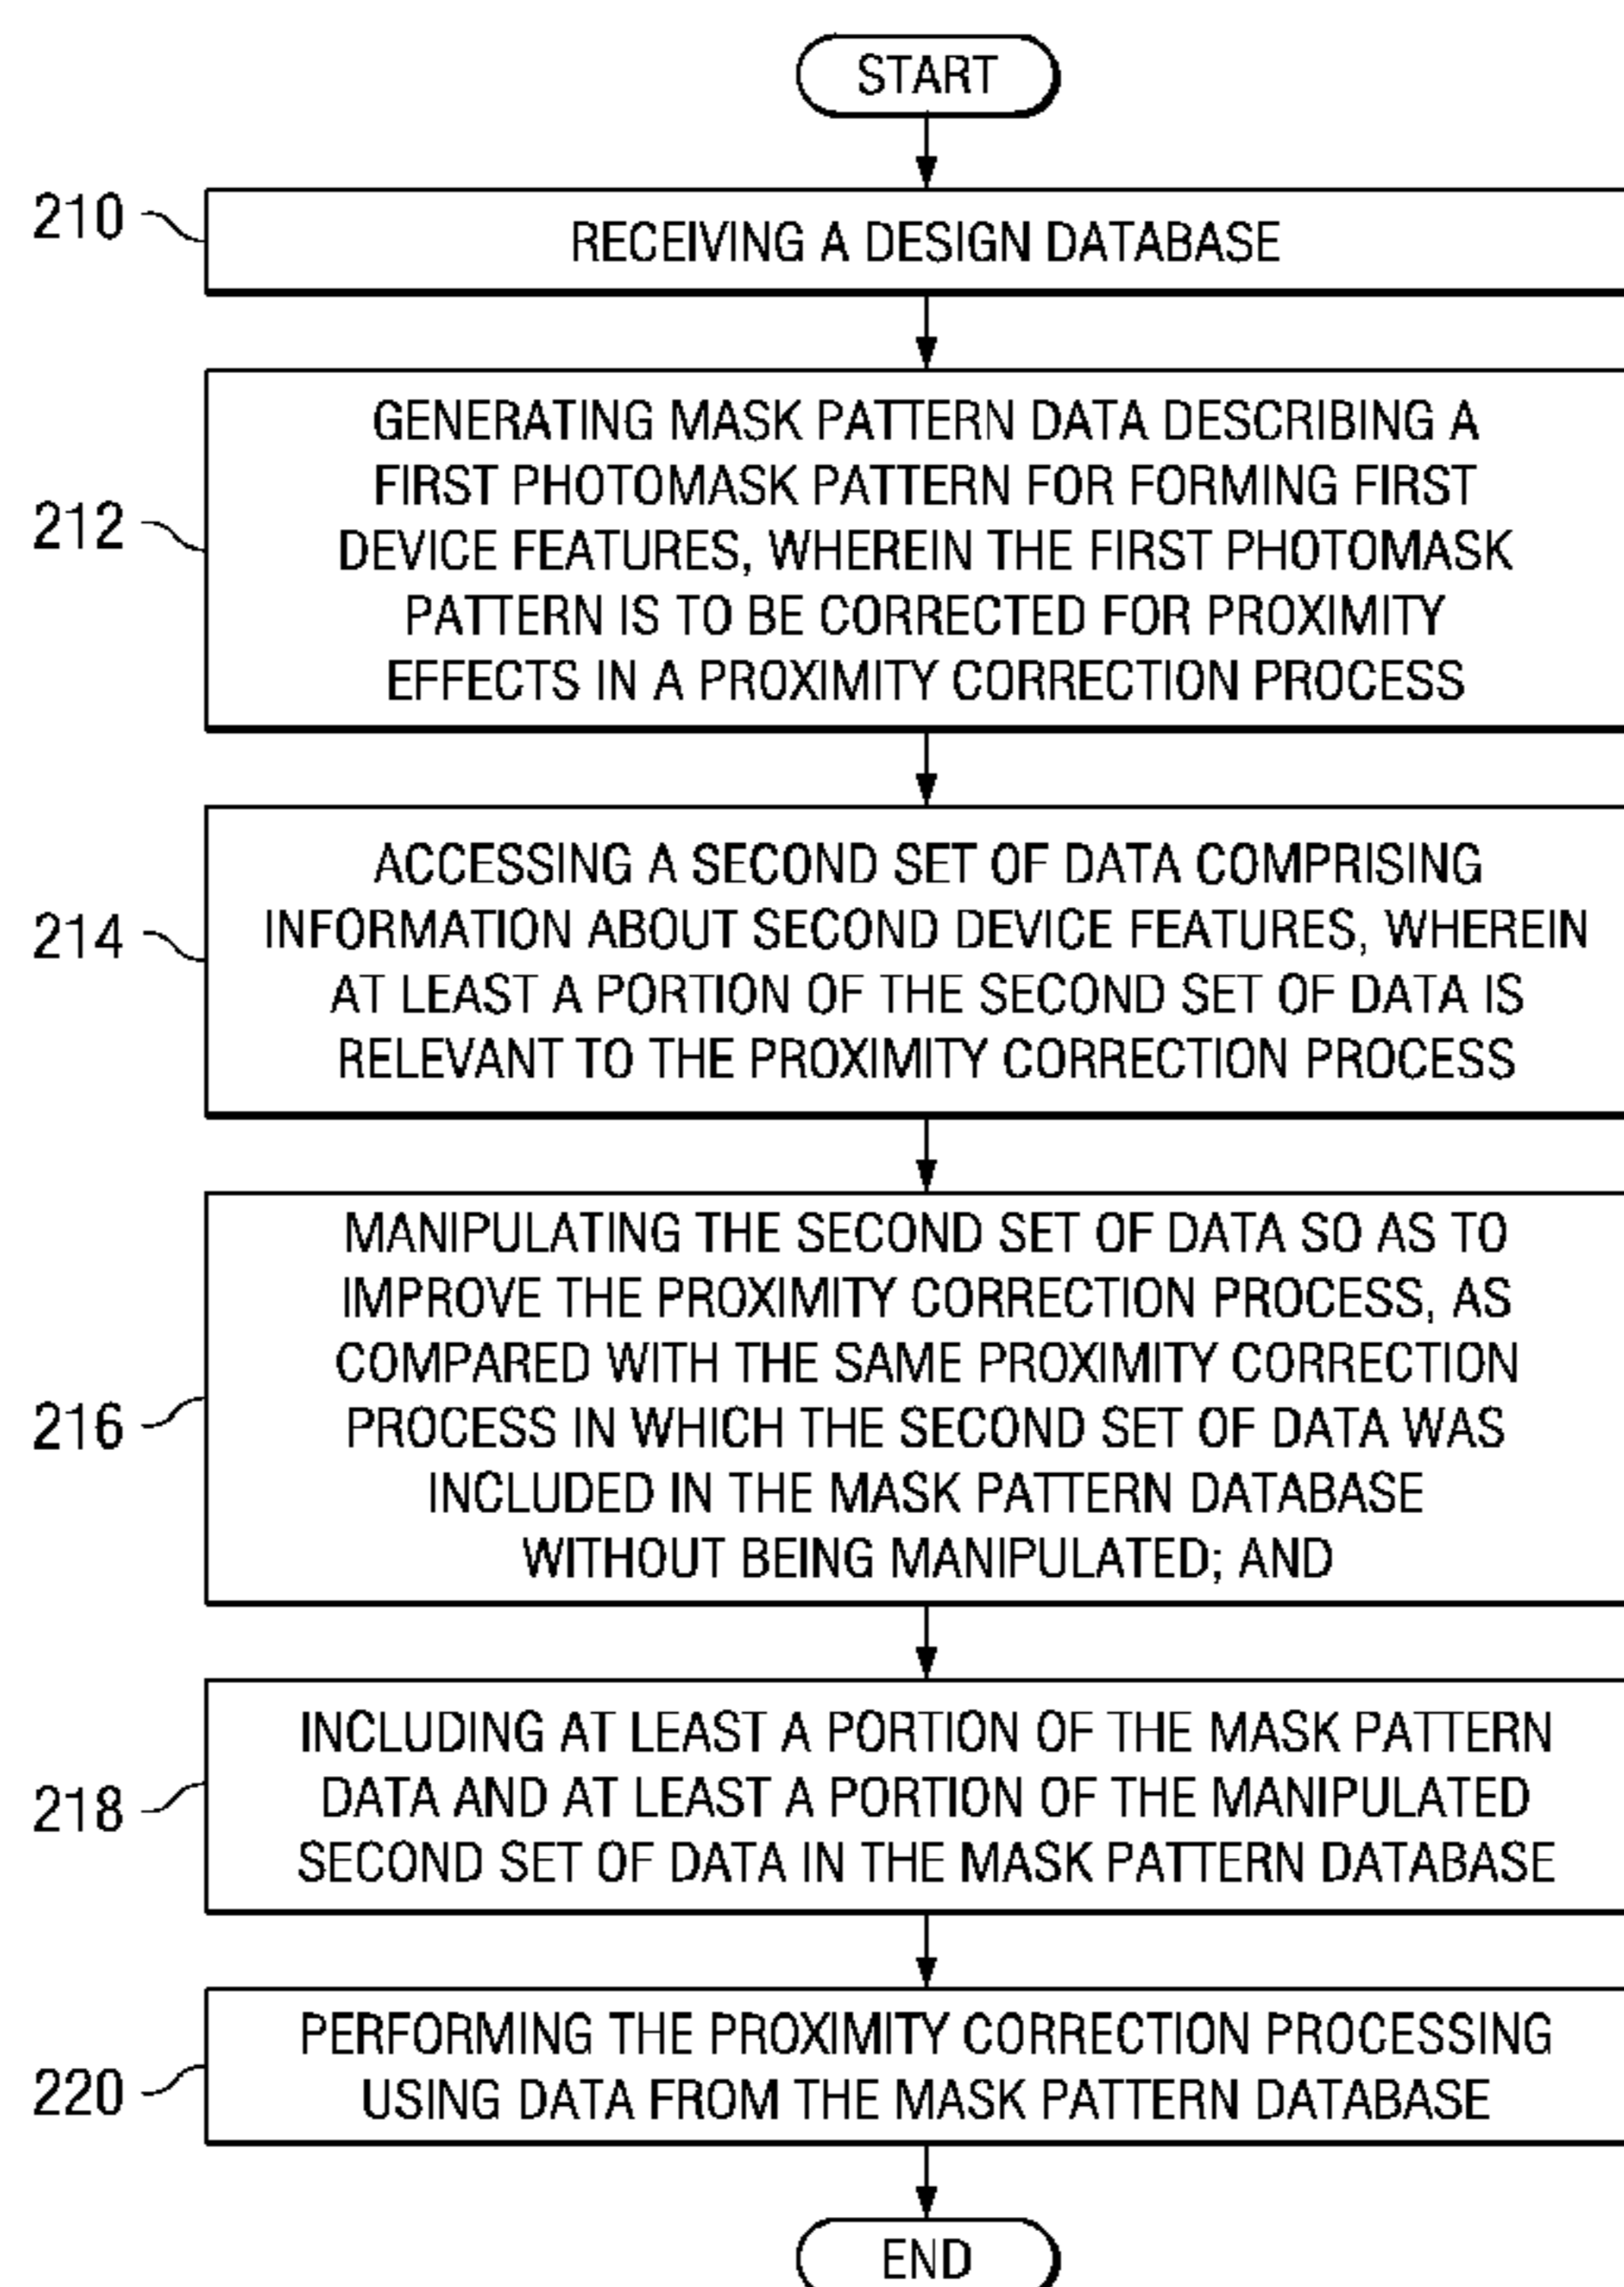 START
210
RECEIVING A DESIGN DATABASE
212
GENERATING MASK PATTERN DATA DESCRIBING A
FIRST PHOTOMASK PATTERN FOR FORMING FIRST
DEVICE FEATURES, WHEREIN THE FIRST PHOTOMASK
PATTERN IS TO BE CORRECTED FOR PROXIMITY
EFFECTS IN A PROXIMITY CORRECTION PROCESS
214
ACCESSING A SECOND SET OF DATA COMPRISING
INFORMATION ABOUT SECOND DEVICE FEATURES, WHEREIN
AT LEAST A PORTION OF THE SECOND SET OF DATA IS
RELEVANT TO THE PROXIMITY CORRECTION PROCESS
216
MANIPULATING THE SECOND SET OF DATA SO AS TO
IMPROVE THE PROXIMITY CORRECTION PROCESS, AS
COMPARED WITH THE SAME PROXIMITY CORRECTION
PROCESS IN WHICH THE SECOND SET OF DATA WAS
INCLUDED IN THE MASK PATTERN DATABASE
WITHOUT BEING MANIPULATED; AND
218
INCLUDING AT LEAST A PORTION OF THE MASK PATTERN
DATA AND AT LEAST A PORTION OF THE MANIPULATED
SECOND SET OF DATA IN THE MASK PATTERN DATABASE
220
PERFORMING THE PROXIMITY CORRECTION PROCESSING
USING DATA FROM THE MASK PATTERN DATABASE
END